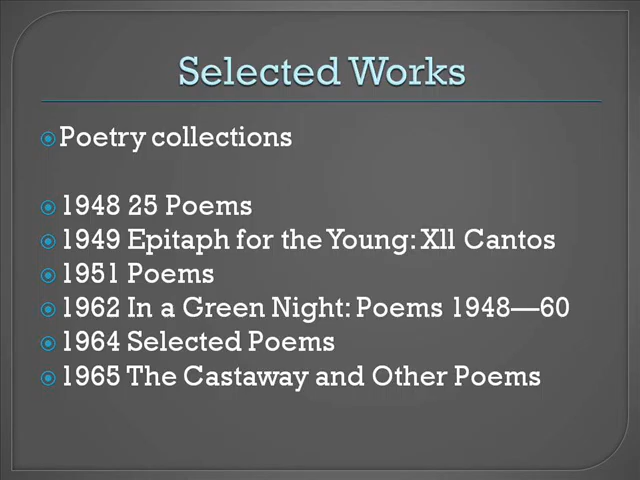 Selected Works
Poetry collections
1948 25 Poems
1949 Epitaph for the Young: Xll Cantos
1951 Poems
1962 In a Green Night: Poems 1948—60
1964 Selected Poems
1965 The Castaway and Other Poems